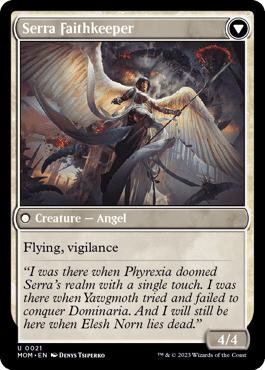 Serra Faithkeeper
Creature — Angel
Flying, vigilance
“I was there when Phyrexia doomed
Serra’s realm with a single touch. I was
there when Yawgmoth tried and failed to
conquer Dominaria. And I will still be
here when Elesh Norn lies dead.”
4/4
U 0021
MOM • EN DENYS TSIPERKO
™ & © 2023 Wizards of the Coast